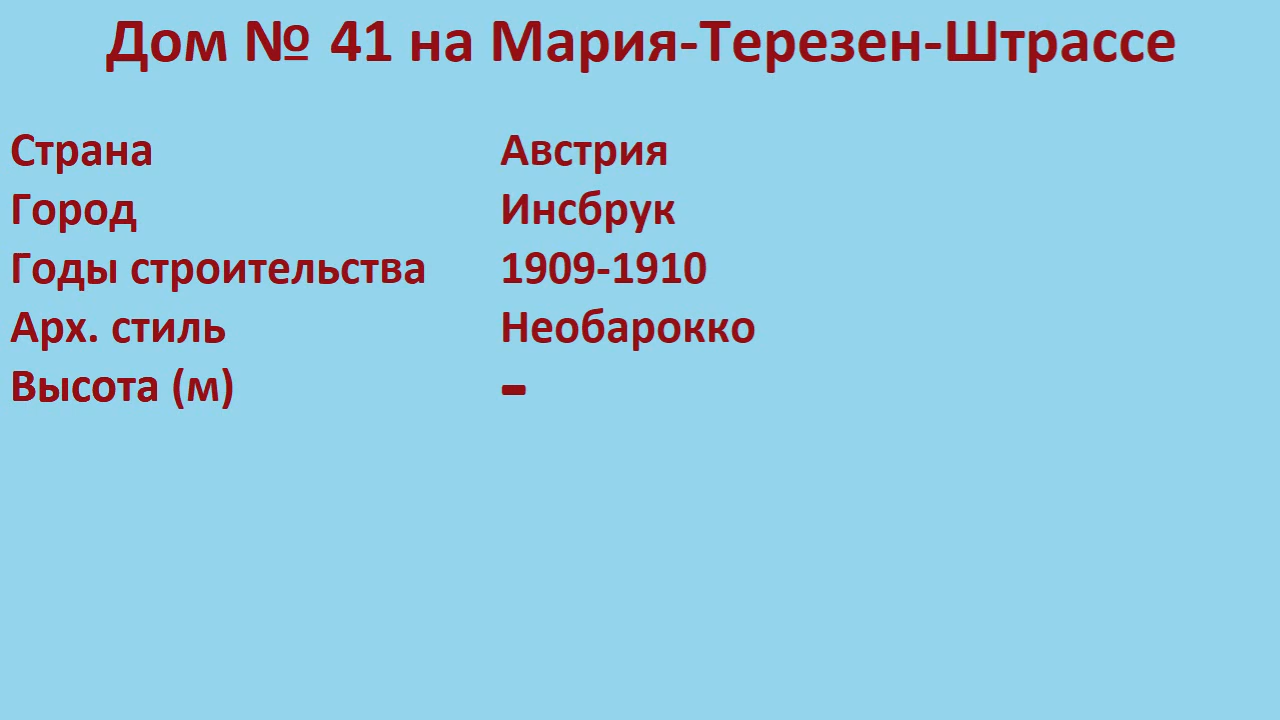 Дом № 41 на Мария-Терезен-Штрассе
Страна Австрия
Город Инсбрук
Годы строительства 1909-1910
Арх. стиль Необарокко
Высота (м) -